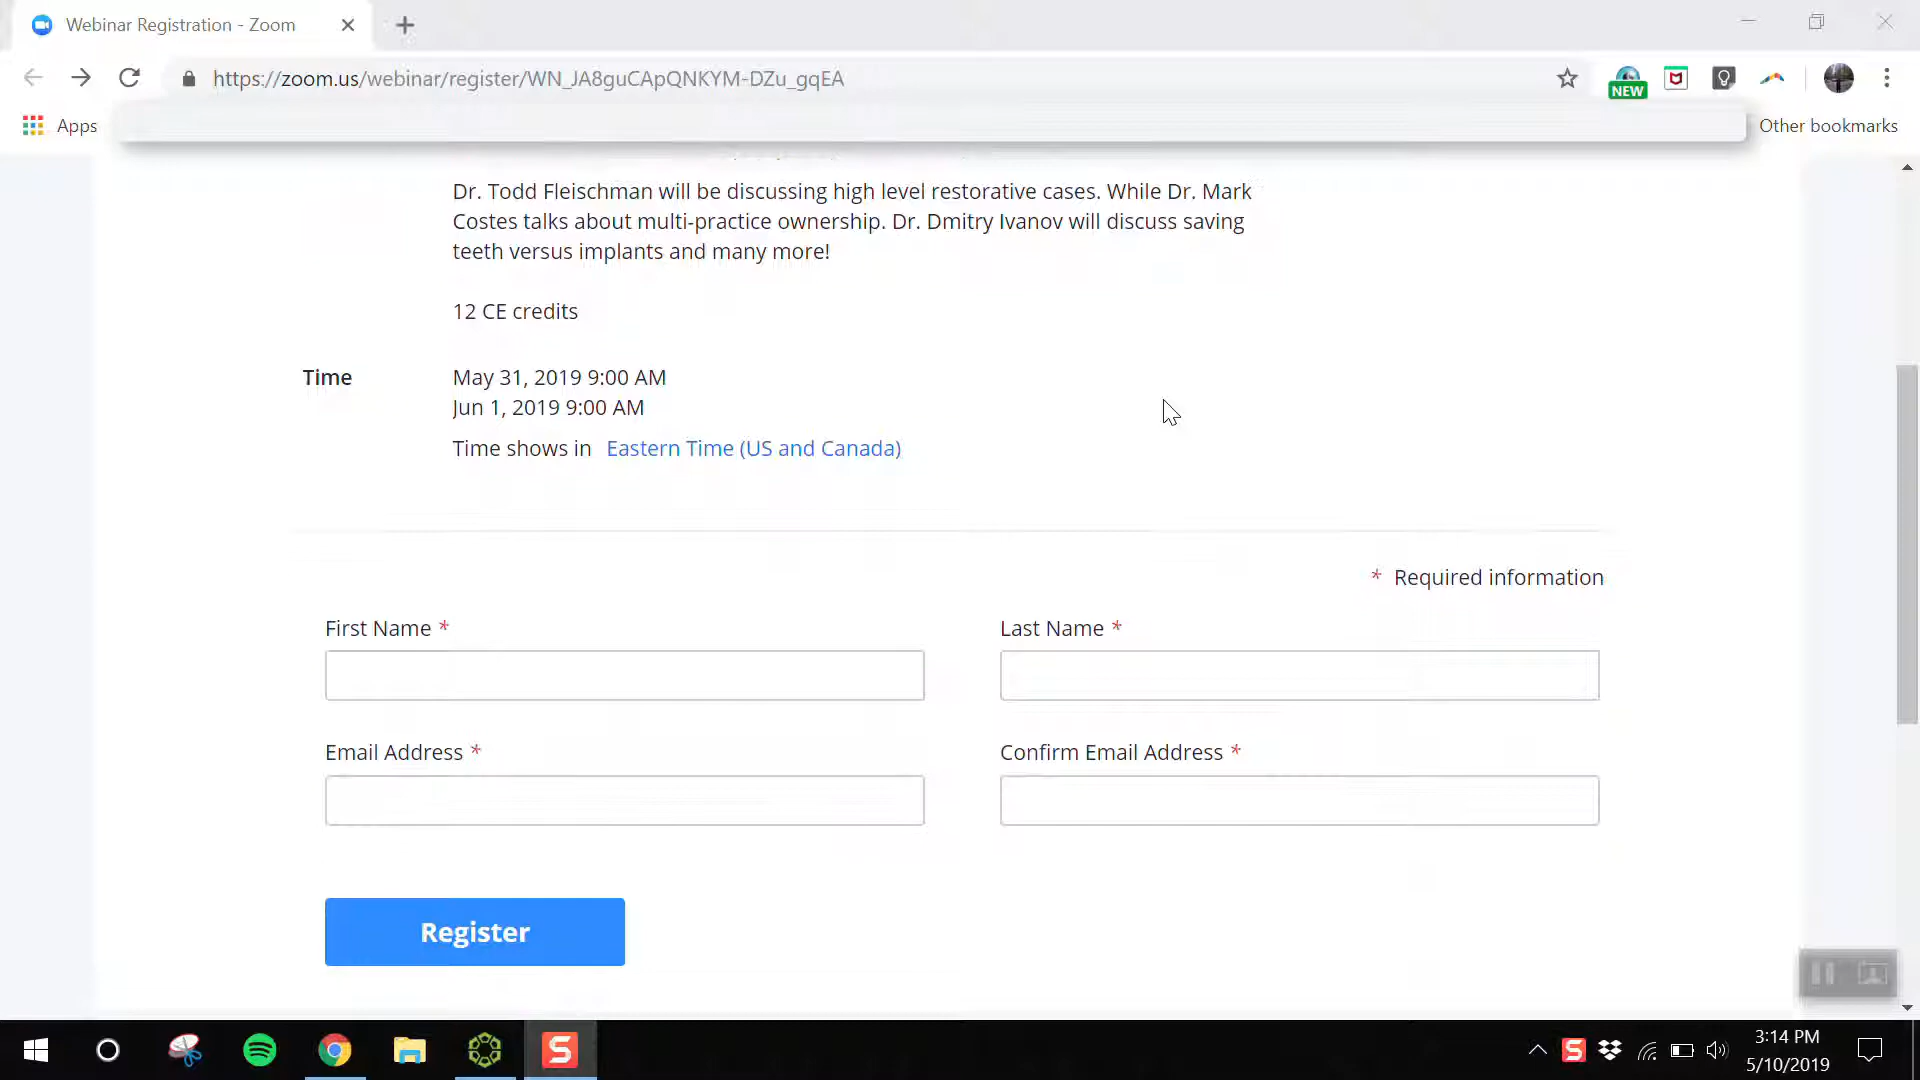 Webinar Registration - Zoom
https://zoom.us/webinar/register/WN_JA8guCApQNKYM-DZu_gqEA
NEW
Apps
Other bookmarks
Dr. Todd Fleischman will be discussing high level restorative cases. While Dr. Mark
Costes talks about multi-practice ownership. Dr. Dmitry Ivanov will discuss saving
teeth versus implants and many more!
12 CE credits
Time
May 31, 2019 9:00 AM
Jun 1, 2019 9:00 AM
Time shows in Eastern Time (US and Canada)
* Required information
First Name *
Last Name *
Email Address *
Confirm Email Address *
Register
S
S
3:14 PM
5/10/2019